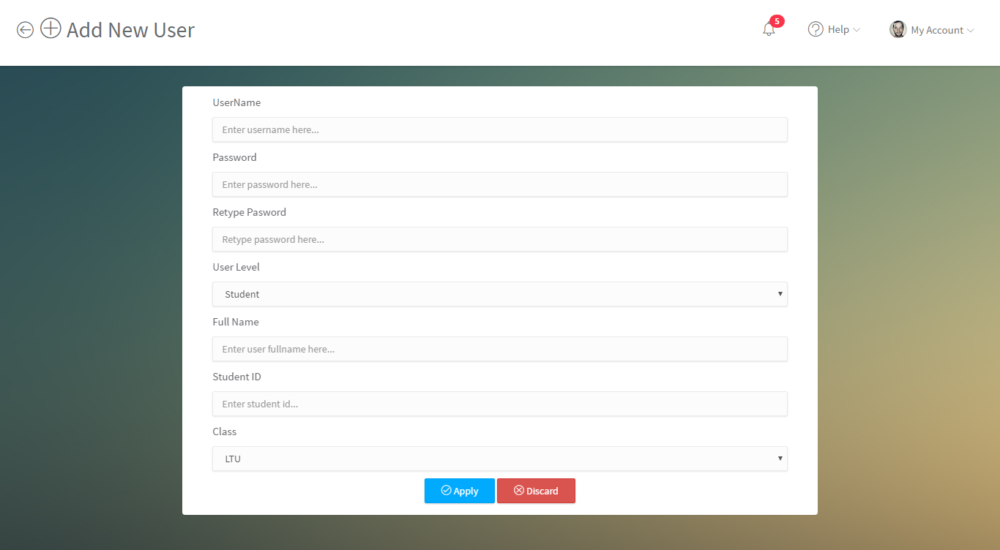 Add New User
5
Help
My Account
UserName
Enter username here...
Password
Enter password here...
Retype Pasword
Retype password here...
User Level
Student
Full Name
Enter user fullname here...
Student ID
Enter student id...
Class
LTU
Apply Discard